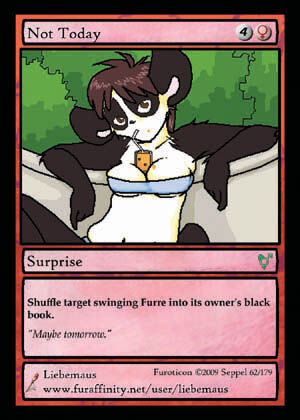 Not Today 4
Surprise
Shuffle target swinging Furre into its owner's black
book.
"Maybe tomorrow."
Liebemaus Furoticon ©2009 Seppel 62/179
www.furaffinity.net/user/liebemaus